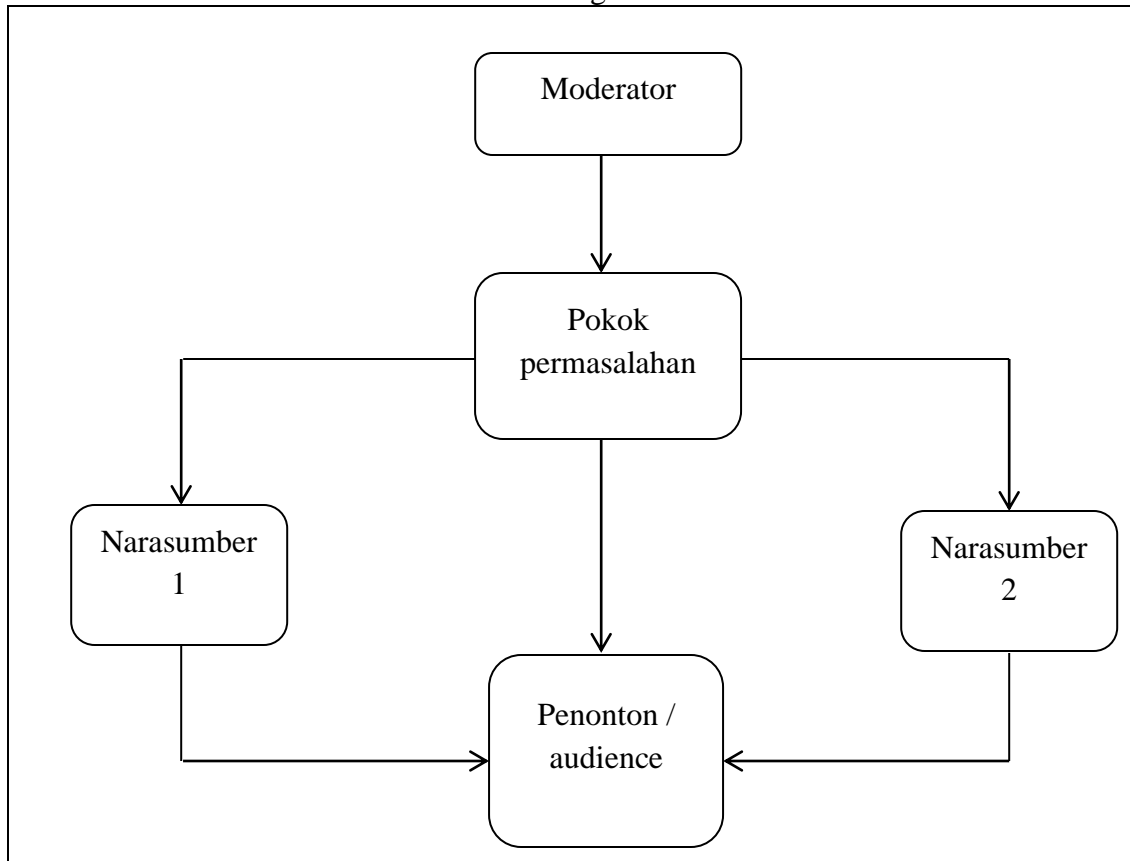 Moderator
Pokok
permasalahan
Narasumber
1
Narasumber
2
Penonton /
audience